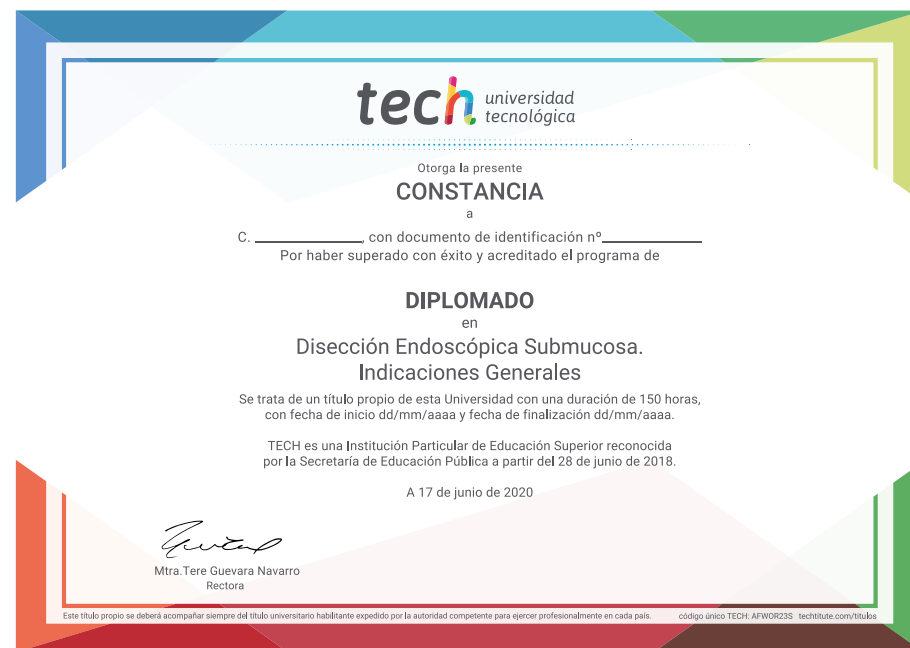 tech universidad
tecnológica
Otorga la presente
CONSTANCIA
a
C. ____________, con documento de identificación nº___________
Por haber superado con éxito y acreditado el programa de
DIPLOMADO
en
Disección Endoscópica Submucosa.
Indicaciones Generales
Se trata de un título propio de esta Universidad con una duración de 150 horas,
con fecha de inicio dd/mm/aaaa y fecha de finalización dd/mm/aaaa.
TECH es una Institución Particular de Educación Superior reconocida
por la Secretaría de Educación Pública a partir del 28 de junio de 2018.
A 17 de junio de 2020
Mtra.Tere Guevara Navarro
Rectora
Este título propio se deberá acompañar siempre del título universitario habilitante expedido por la autoridad competente para ejercer profesionalmente en cada país. código único TECH: AFWOR23S techtitute.com/titulos